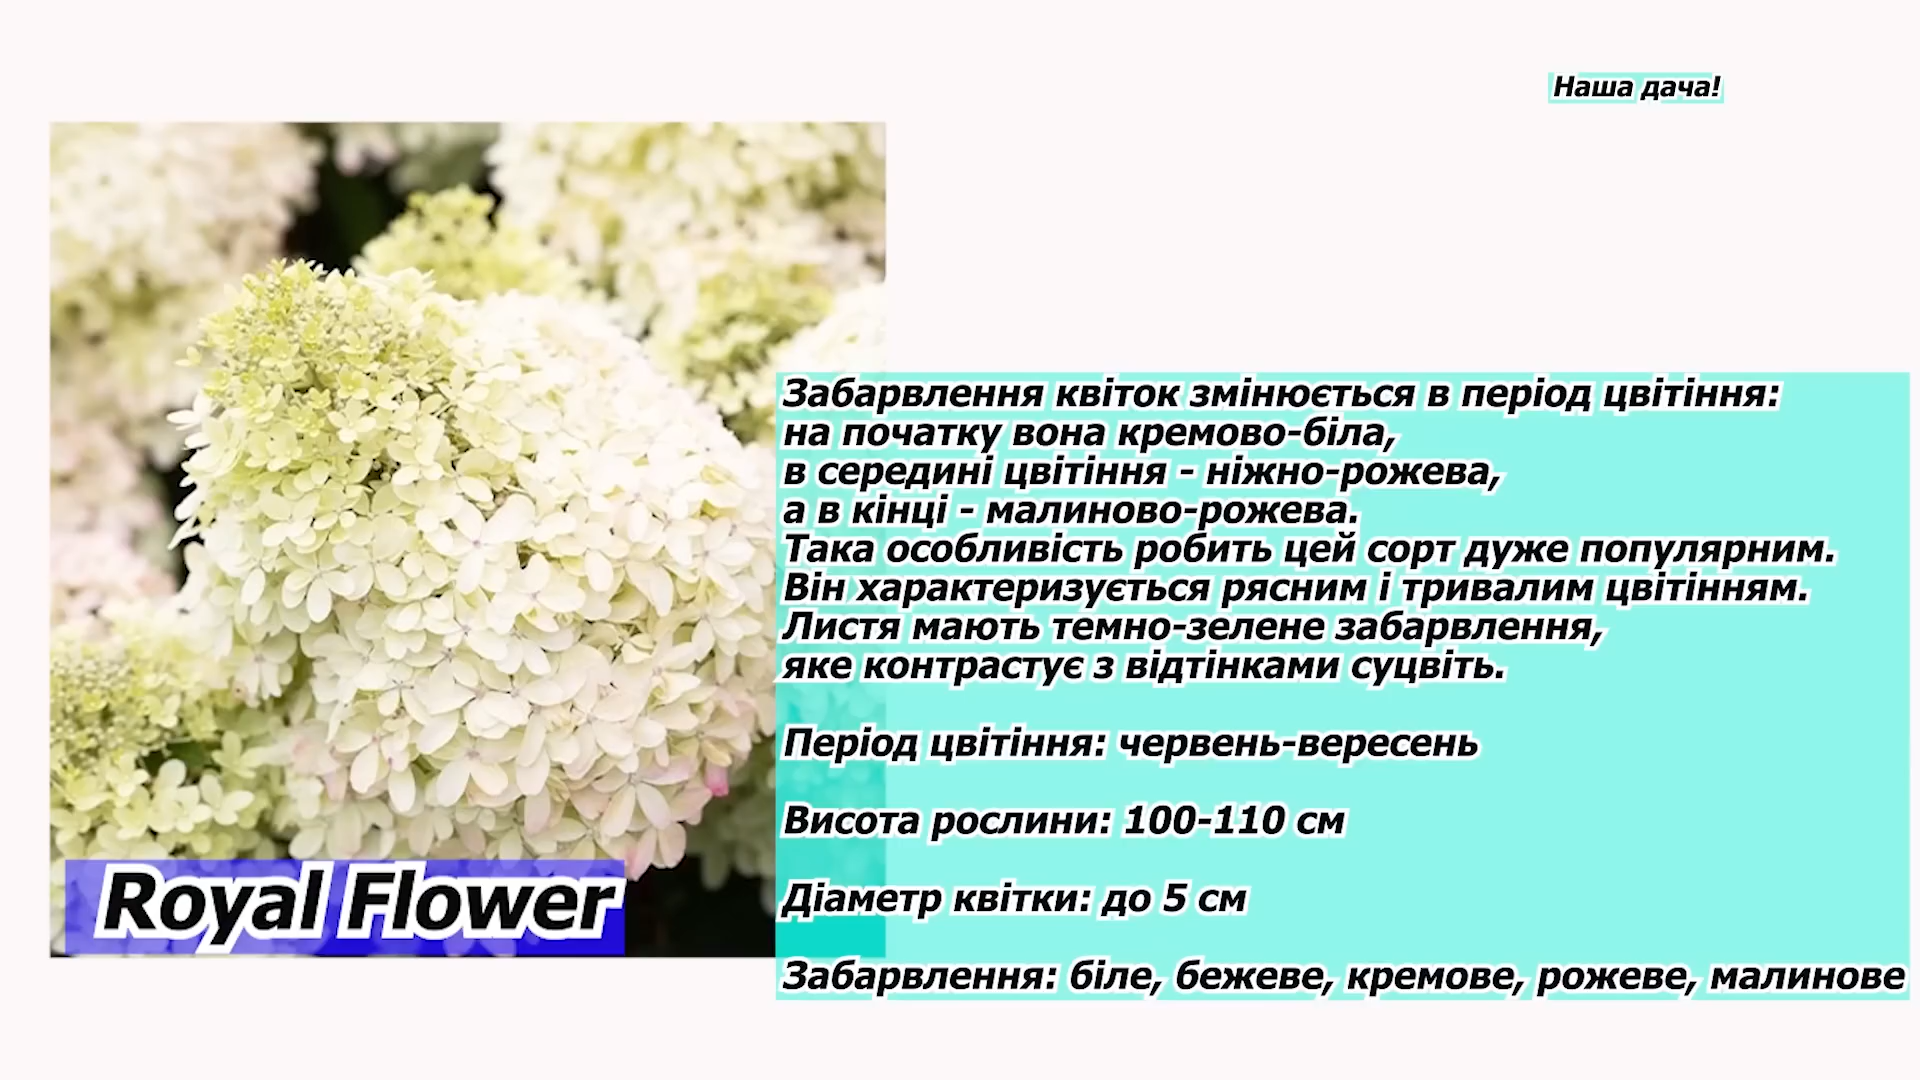 Наша дача!
Забарвлення квіток змінюється в період цвітіння:
на початку вона кремово-біла,
в середині цвітіння - ніжно-рожева,
а в кінці - малиново-рожева.
Така особливість робить цей сорт дуже популярним.
Він характеризується рясним і тривалим цвітінням.
Листя мають темно-зелене забарвлення,
яке контрастує з відтінками суцвіть.
Період цвітіння: червень-вересень
Висота рослини: 100-110 см
Діаметр квітки: до 5 см
Забарвлення: біле, бежеве, кремове, рожеве, малинове
Royal Flower